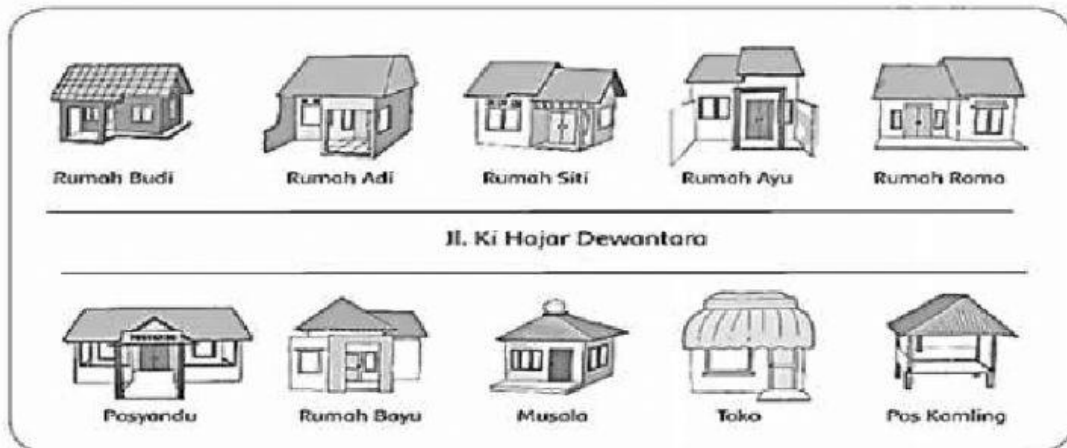 Rumah Budi Rumah Adi Rumah Siti Rumah Ayu Rumah Roma
Jl. Ki Hajar Dewantara
Posyandu Rumah Bayu Musola Toko Pos Kamling